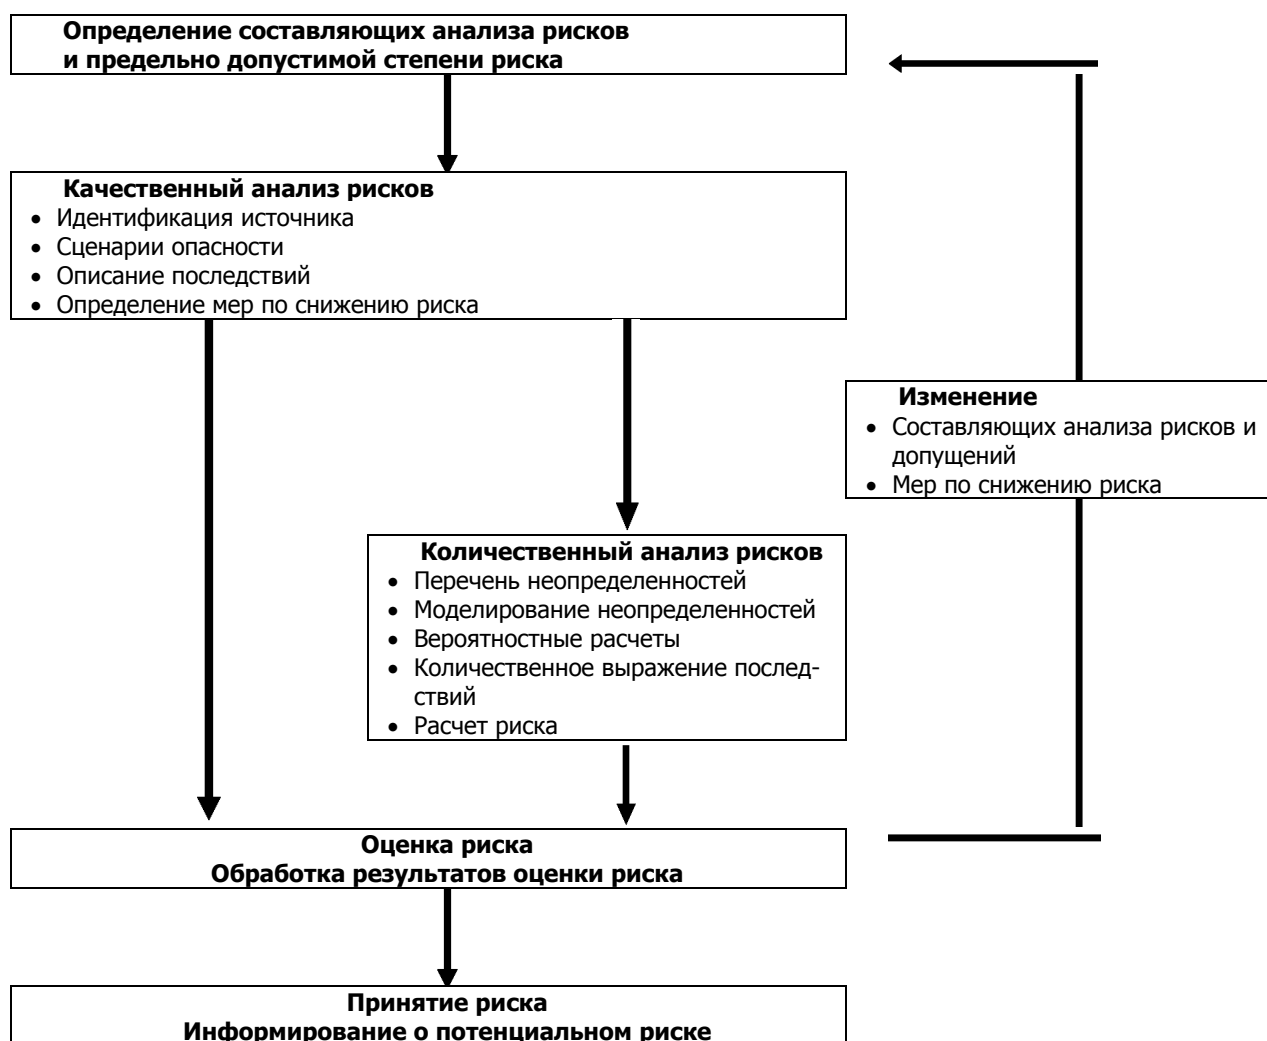 Определение составляющих анализа рисков
и предельно допустимой степени риска
Качественный анализ рисков
• Идентификация источника
• Сценарии опасности
• Описание последствий
• Определение мер по снижению риска
Изменение
• Составляющих анализа рисков и
допущений
• Мер по снижению риска
Количественный анализ рисков
• Перечень неопределенностей
• Моделирование неопределенностей
• Вероятностные расчеты
• Количественное выражение послед-
ствий
• Расчет риска
Оценка риска
Обработка результатов оценки риска
Принятие риска
Информирование о потенциальном риске